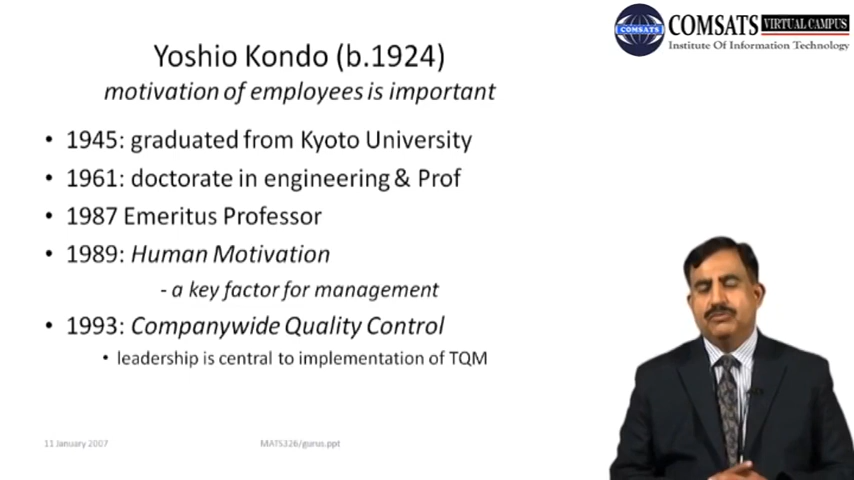 COMSATS VIRTUAL CAMPUS
COMSATS
Institute Of Information Technology
Yoshio Kondo (b.1924)
motivation of employees is important
• 1945: graduated from Kyoto University
• 1961: doctorate in engineering & Prof
• 1987 Emeritus Professor
• 1989: Human Motivation
- a key factor for management
• 1993: Companywide Quality Control
• leadership is central to implementation of TQM
11 January 2007
MATS326/gurus.ppt